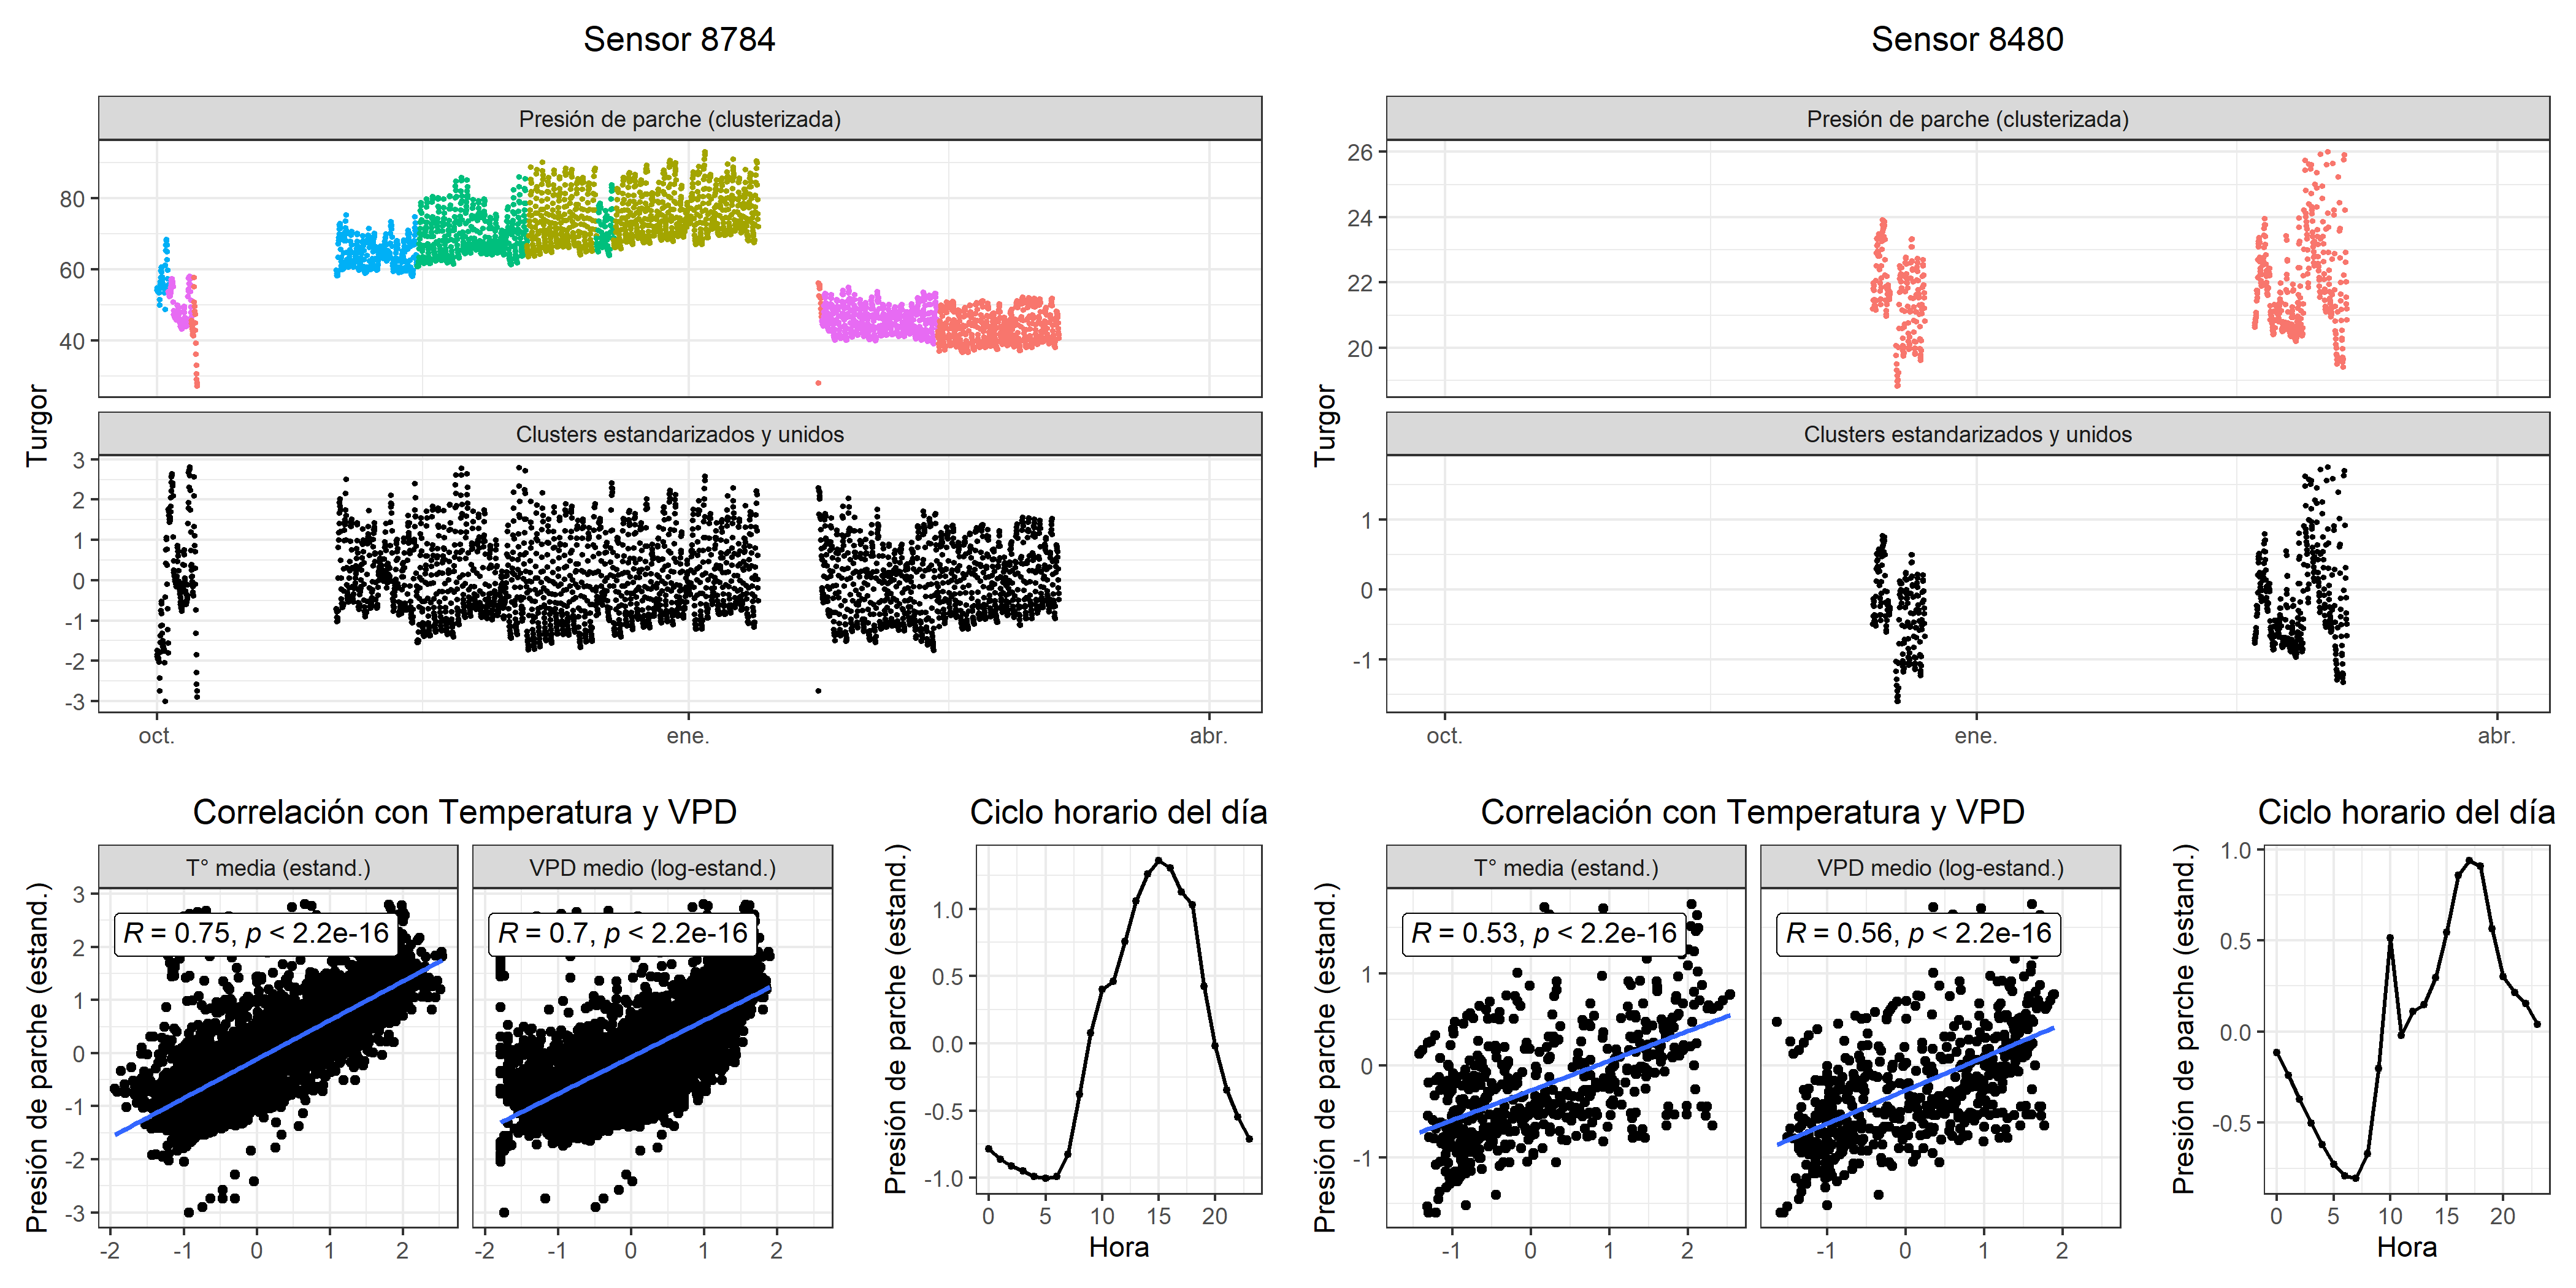 Sensor 8784
Presión de parche (clusterizada)
80
60
40
Turgor
Clusters estandarizados y unidos
3
2
1
0
-1
-2
-3
oct.
ene.
abr.
Correlación con Temperatura y VPD
Presión de parche (estand.)
T° media (estand.)
VPD medio (log-estand.)
R = 0.75, p < 2.2e-16
R = 0.7, p < 2.2e-16
3
2
1
0
-1
-2
-3
-2 -1 0 1 2
-2 -1 0 1 2
Ciclo horario del día
Presión de parche (estand.)
1.0
0.5
0.0
-0.5
-1.0
0 5 10 15 20
Hora
Sensor 8480
Presión de parche (clusterizada)
26
24
22
20
Turgor
Clusters estandarizados y unidos
1
0
-1
oct.
ene.
abr.
Correlación con Temperatura y VPD
Presión de parche (estand.)
T° media (estand.)
VPD medio (log-estand.)
R = 0.53, p < 2.2e-16
R = 0.56, p < 2.2e-16
1
0
-1
-1 0 1 2
-1 0 1 2
Ciclo horario del día
Presión de parche (estand.)
1.0
0.5
0.0
-0.5
0 5 10 15 20
Hora